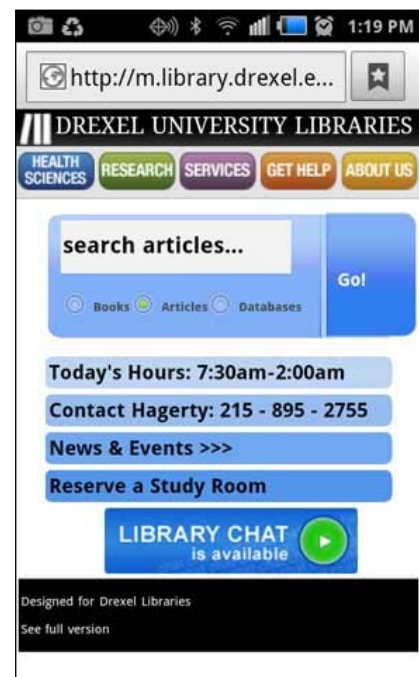 1:19 PM
http://m.library.drexel.e...
DREXEL UNIVERSITY LIBRARIES
HEALTH SCIENCES RESEARCH SERVICES GET HELP ABOUT US
search articles...
Go!
Books Articles Databases
Today's Hours: 7:30am-2:00am
Contact Hagerty: 215 - 895 - 2755
News & Events >>>
Reserve a Study Room
LIBRARY CHAT
is available
Designed for Drexel Libraries
See full version